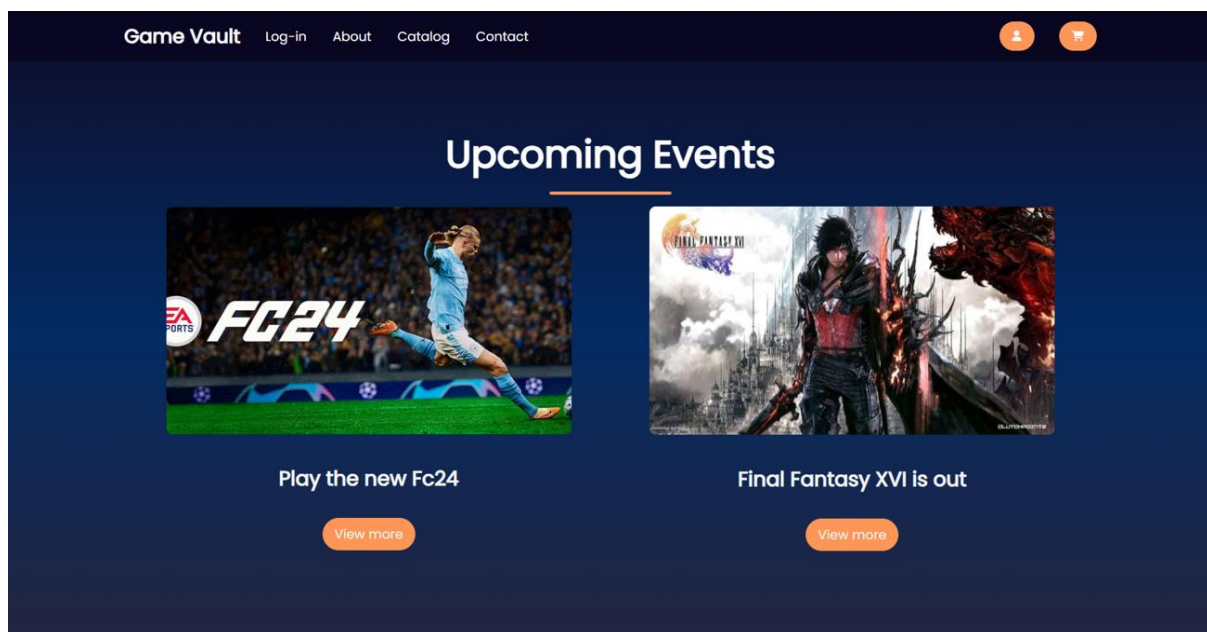 Game Vault Log-in About Catalog Contact
Upcoming Events
EA
SPORTS
FC24
FINAL FANTASY XVI
CLUTCHPOINTS
Play the new Fc24
Final Fantasy XVI is out
View more
View more